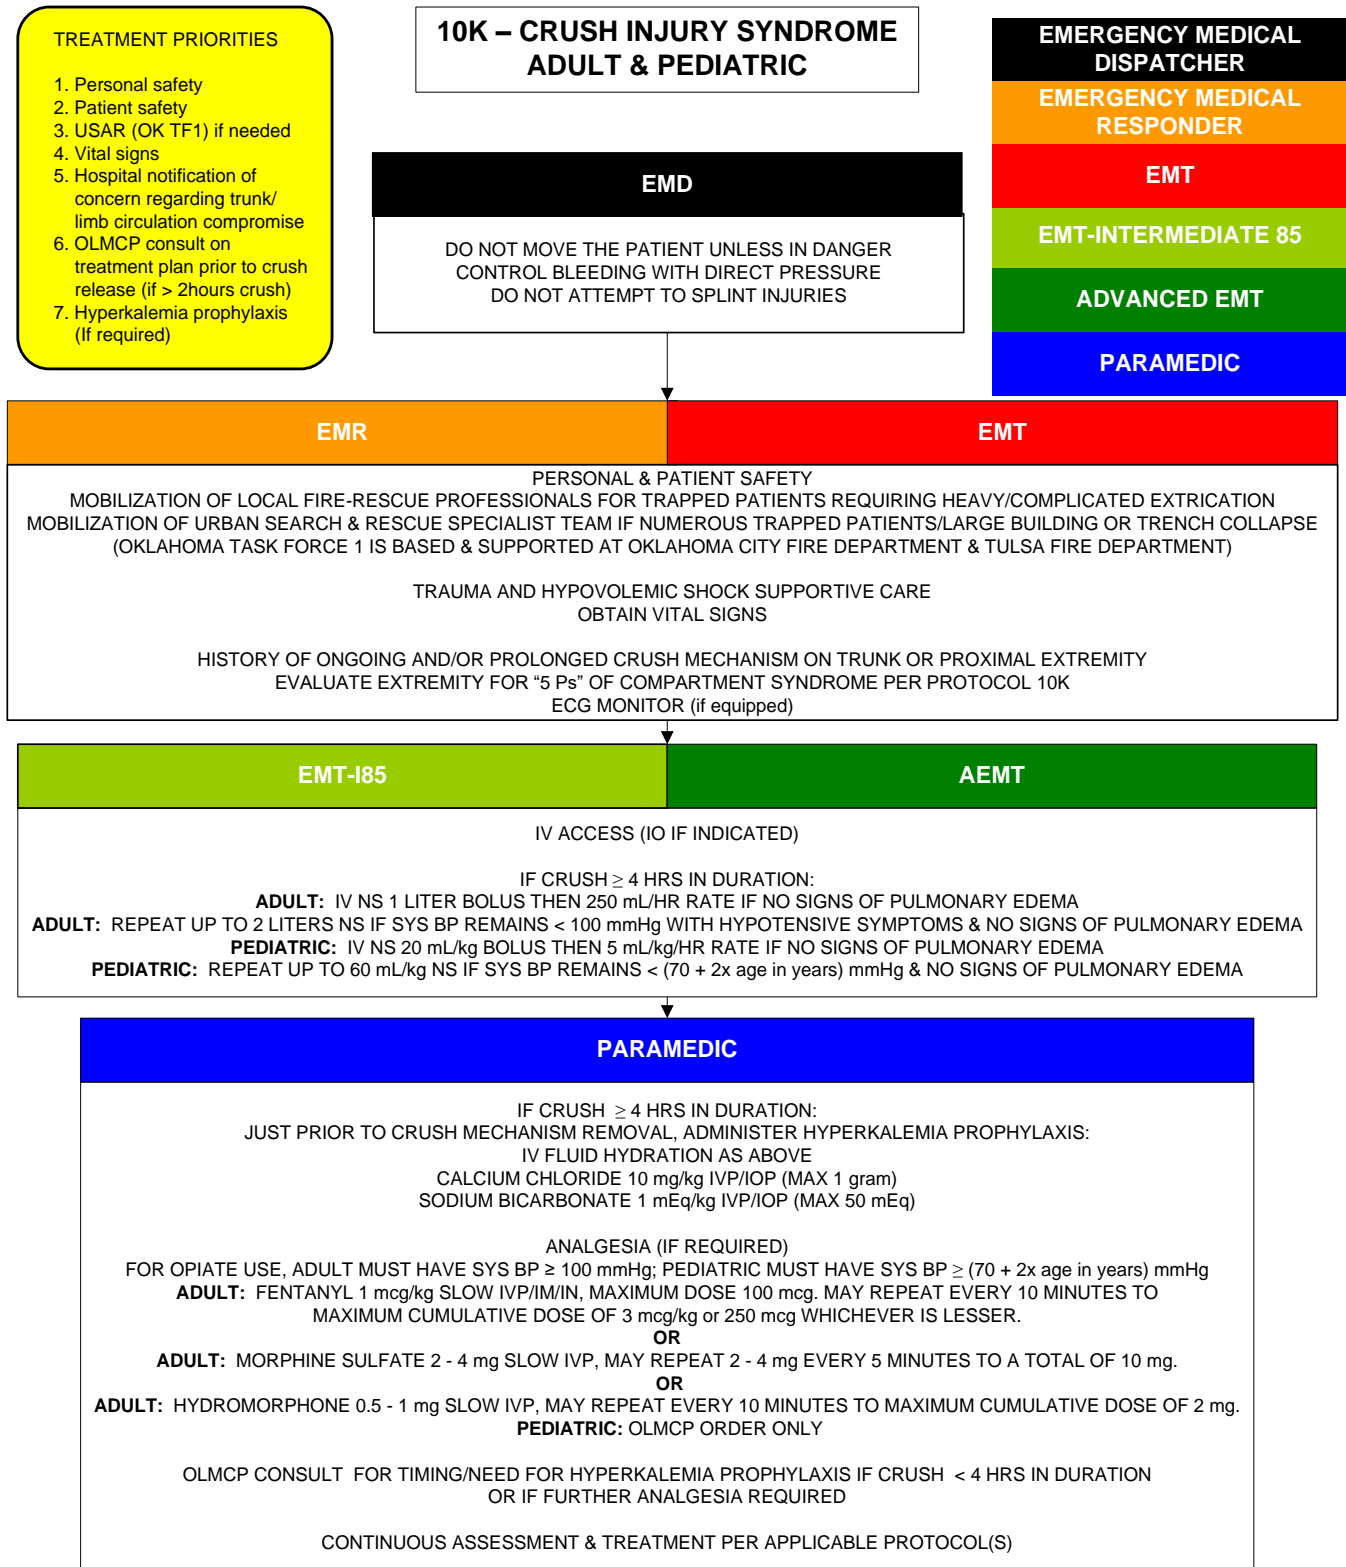 TREATMENT PRIORITIES
1. Personal safety
2. Patient safety
3. USAR (OK TF1) if needed
4. Vital signs
5. Hospital notification of
concern regarding trunk/
limb circulation compromise
6. OLMCP consult on
treatment plan prior to crush
release (if > 2hours crush)
7. Hyperkalemia prophylaxis
(If required)
10K – CRUSH INJURY SYNDROME
ADULT & PEDIATRIC
EMERGENCY MEDICAL
DISPATCHER
EMERGENCY MEDICAL
RESPONDER
EMT
EMT-INTERMEDIATE 85
ADVANCED EMT
PARAMEDIC
EMD
DO NOT MOVE THE PATIENT UNLESS IN DANGER
CONTROL BLEEDING WITH DIRECT PRESSURE
DO NOT ATTEMPT TO SPLINT INJURIES
EMR
EMT
PERSONAL & PATIENT SAFETY
MOBILIZATION OF LOCAL FIRE-RESCUE PROFESSIONALS FOR TRAPPED PATIENTS REQUIRING HEAVY/COMPLICATED EXTRICATION
MOBILIZATION OF URBAN SEARCH & RESCUE SPECIALIST TEAM IF NUMEROUS TRAPPED PATIENTS/LARGE BUILDING OR TRENCH COLLAPSE
(OKLAHOMA TASK FORCE 1 IS BASED & SUPPORTED AT OKLAHOMA CITY FIRE DEPARTMENT & TULSA FIRE DEPARTMENT)
TRAUMA AND HYPOVOLEMIC SHOCK SUPPORTIVE CARE
OBTAIN VITAL SIGNS
HISTORY OF ONGOING AND/OR PROLONGED CRUSH MECHANISM ON TRUNK OR PROXIMAL EXTREMITY
EVALUATE EXTREMITY FOR “5 Ps” OF COMPARTMENT SYNDROME PER PROTOCOL 10K
ECG MONITOR (if equipped)
EMT-I85
AEMT
IV ACCESS (IO IF INDICATED)
IF CRUSH ≥ 4 HRS IN DURATION:
ADULT: IV NS 1 LITER BOLUS THEN 250 mL/HR RATE IF NO SIGNS OF PULMONARY EDEMA
ADULT: REPEAT UP TO 2 LITERS NS IF SYS BP REMAINS < 100 mmHg WITH HYPOTENSIVE SYMPTOMS & NO SIGNS OF PULMONARY EDEMA
PEDIATRIC: IV NS 20 mL/kg BOLUS THEN 5 mL/kg/HR RATE IF NO SIGNS OF PULMONARY EDEMA
PEDIATRIC: REPEAT UP TO 60 mL/kg NS IF SYS BP REMAINS < (70 + 2x age in years) mmHg & NO SIGNS OF PULMONARY EDEMA
PARAMEDIC
IF CRUSH ≥ 4 HRS IN DURATION:
JUST PRIOR TO CRUSH MECHANISM REMOVAL, ADMINISTER HYPERKALEMIA PROPHYLAXIS:
IV FLUID HYDRATION AS ABOVE
CALCIUM CHLORIDE 10 mg/kg IVP/IOP (MAX 1 gram)
SODIUM BICARBONATE 1 mEq/kg IVP/IOP (MAX 50 mEq)
ANALGESIA (IF REQUIRED)
FOR OPIATE USE, ADULT MUST HAVE SYS BP ≥ 100 mmHg; PEDIATRIC MUST HAVE SYS BP ≥ (70 + 2x age in years) mmHg
ADULT: FENTANYL 1 mcg/kg SLOW IVP/IM/IN, MAXIMUM DOSE 100 mcg. MAY REPEAT EVERY 10 MINUTES TO
MAXIMUM CUMULATIVE DOSE OF 3 mcg/kg or 250 mcg WHICHEVER IS LESSER.
OR
ADULT: MORPHINE SULFATE 2 - 4 mg SLOW IVP, MAY REPEAT 2 - 4 mg EVERY 5 MINUTES TO A TOTAL OF 10 mg.
OR
ADULT: HYDROMORPHONE 0.5 - 1 mg SLOW IVP, MAY REPEAT EVERY 10 MINUTES TO MAXIMUM CUMULATIVE DOSE OF 2 mg.
PEDIATRIC: OLMCP ORDER ONLY
OLMCP CONSULT FOR TIMING/NEED FOR HYPERKALEMIA PROPHYLAXIS IF CRUSH < 4 HRS IN DURATION
OR IF FURTHER ANALGESIA REQUIRED
CONTINUOUS ASSESSMENT & TREATMENT PER APPLICABLE PROTOCOL(S)